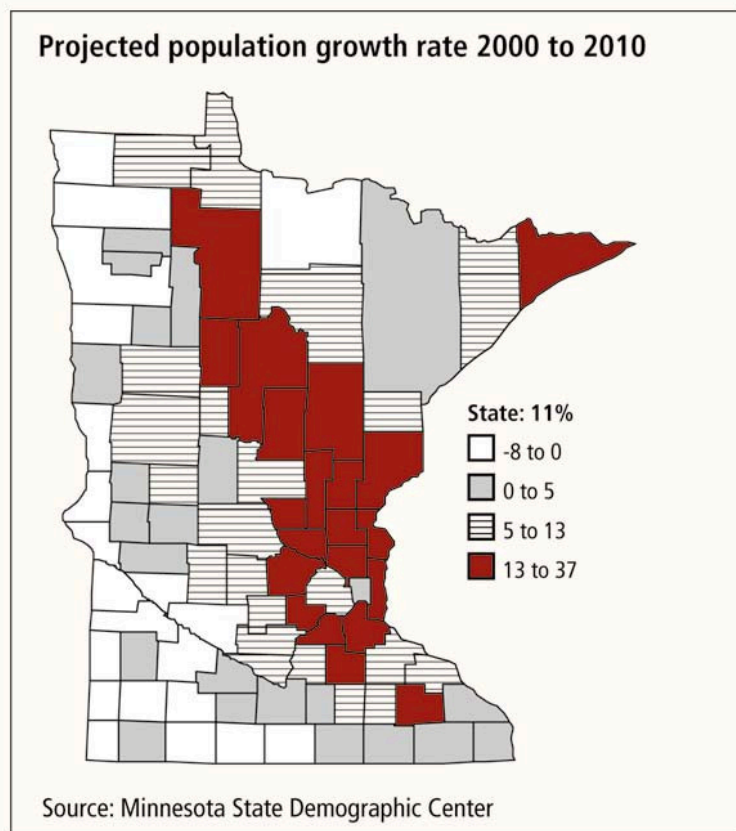 Projected population growth rate 2000 to 2010
State: 11%
-8 to 0
0 to 5
5 to 13
13 to 37
Source: Minnesota State Demographic Center